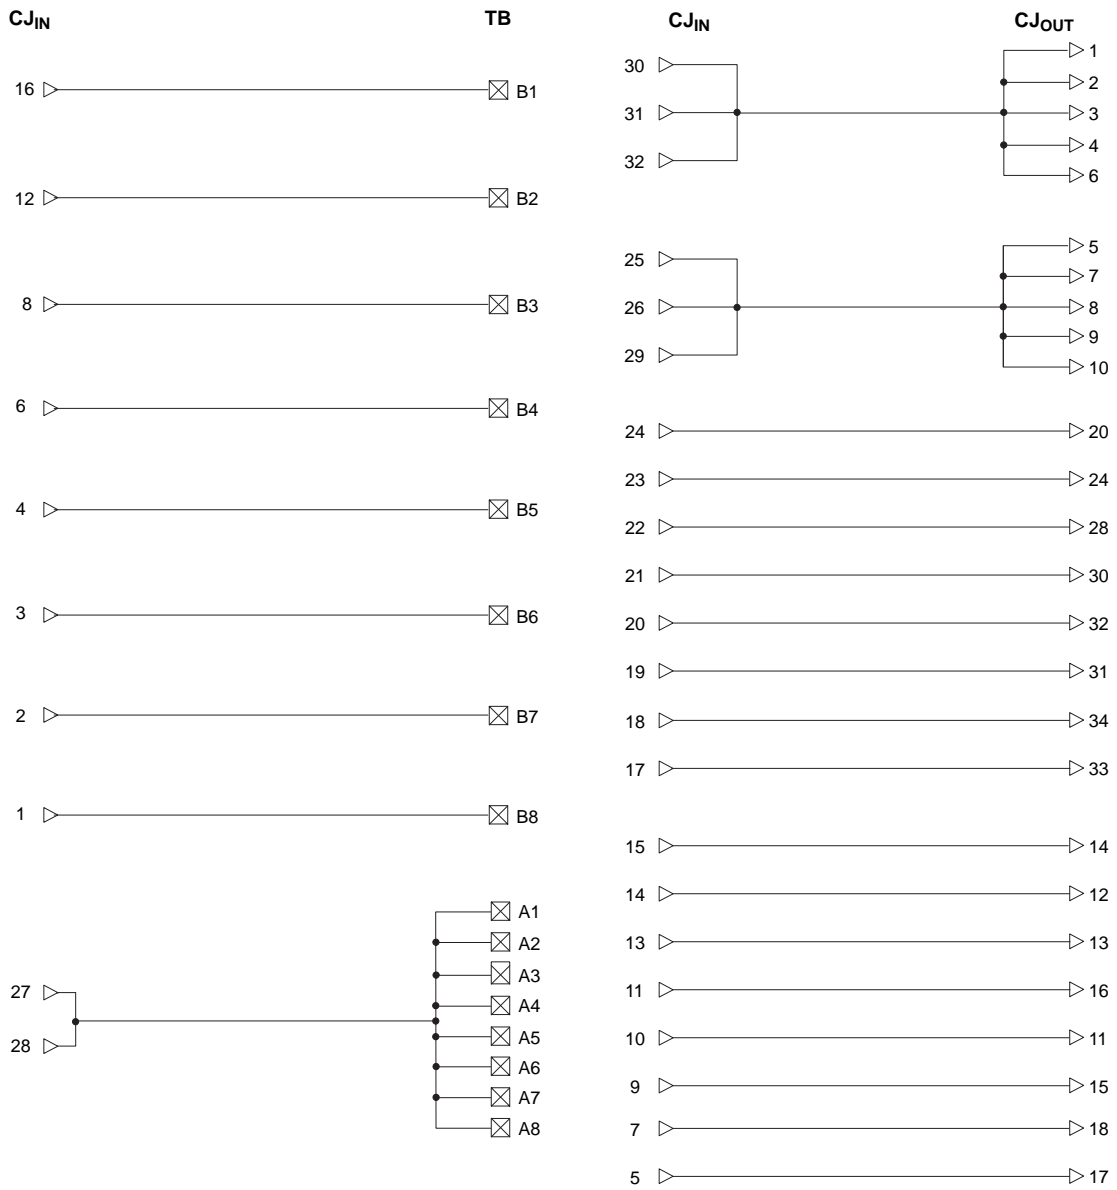 CJIN TB
16 B1
12 B2
8 B3
6 B4
4 B5
3 B6
2 B7
1 B8
A1
A2
A3
27 A4
A5
28 A6
A7
A8
CJIN CJOUT
1
30 2
31 3
32 4
6
5
25 7
26 8
29 9
10
24 20
23 24
22 28
21 30
20 32
19 31
18 34
17 33
15 14
14 12
13 13
11 16
10 11
9 15
7 18
5 17